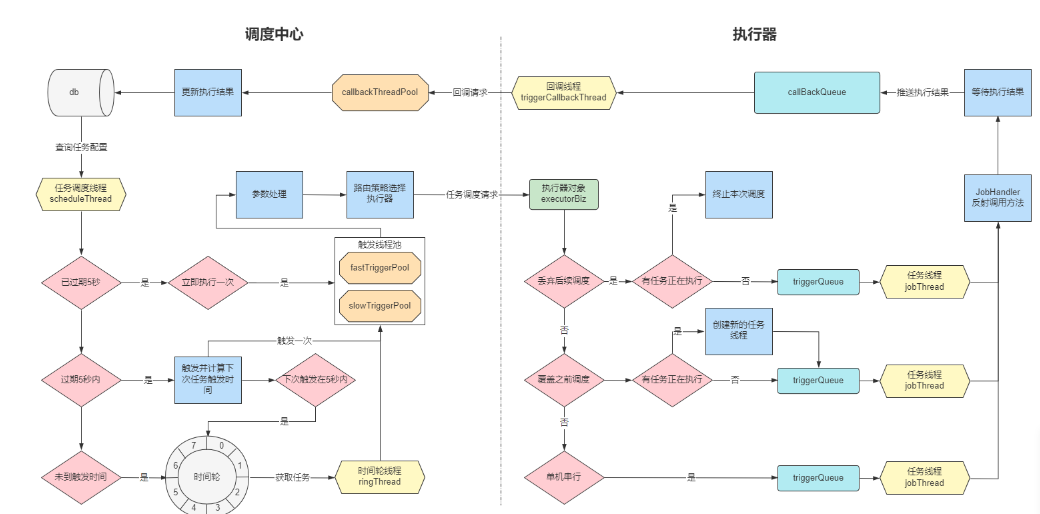 调度中心
执行器
db
更新执行结果
callbackThreadPool
回调请求
回调线程
triggerCallbackThread
callBackQueue
推送执行结果
等待执行结果
查询任务配置
任务调度线程
scheduleThread
参数处理
路由策略选择
执行器
任务调度请求
执行器对象
executorBiz
是
终止本次调度
JobHandler
反射调用方法
触发线程池
fastTriggerPool
slowTriggerPool
已过期5秒
是
立即执行一次
是
丢弃后续调度
是
有任务正在执行
否
triggerQueue
任务线程
jobThread
触发一次
否
是
创建新的任务
线程
过期5秒内
是
触发并计算下
次任务触发时
间
下次触发在5秒内
是
覆盖之前调度
有任务正在执行
否
triggerQueue
任务线程
jobThread
否
未到触发时间
是
时间轮
7
0
6
1
5
2
4
3
获取任务
时间轮线程
ringThread
单机串行
是
triggerQueue
任务线程
jobThread